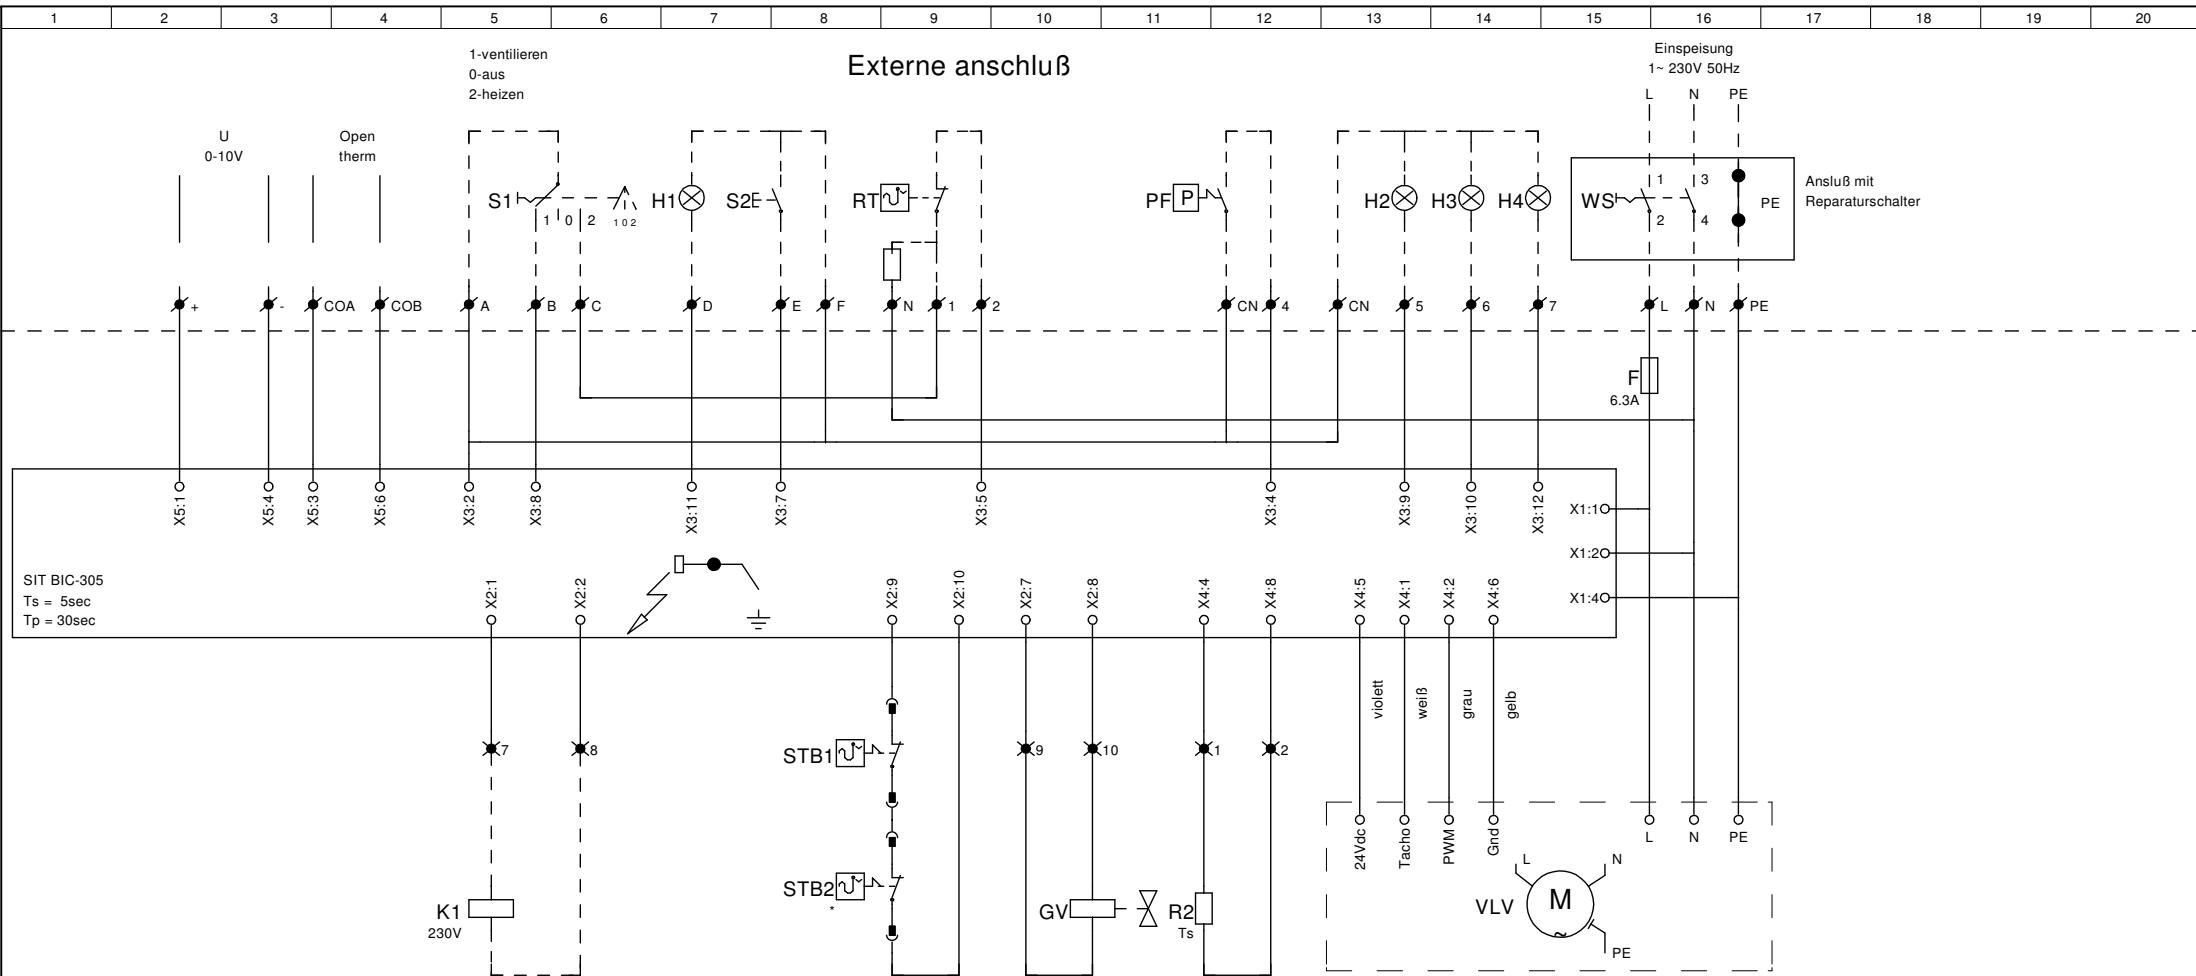 1 2 3 4 5 6 7 8 9 10 11 12 13 14 15 16 17 18 19 20
1-ventilieren
0-aus
2-heizen
Externe anschluß
Einspeisung
1~ 230V 50Hz
L N PE
U
0-10V
Open
therm
S1
1 0 2
1 0 2
H1
S2
RT
PF
P
H2
H3
H4
WS
1
2
3
4
PE
Ansluß mit
Reparaturschalter
+ - COA COB A B C D E F N 1 2 CN 4 CN 5 6 7 L N PE
F
6.3A
X5:1 X5:4 X5:3 X5:6 X3:2 X3:8 X3:11 X3:7 X3:5 X3:4 X3:9 X3:10 X3:12
X1:1
X1:2
X1:4
SIT BIC-305
Ts = 5sec
Tp = 30sec
X2:1 X2:2 X2:9 X2:10 X2:7 X2:8 X4:4 X4:8 X4:5 X4:1 X4:2 X4:6
violett weiß grau gelb
7 8 9 10 1 2
STB1
STB2
*
K1
230V
GV
R2
Ts
24Vdc Tacho PWM Gnd
L N PE
VLV
M
~
L
N
PE